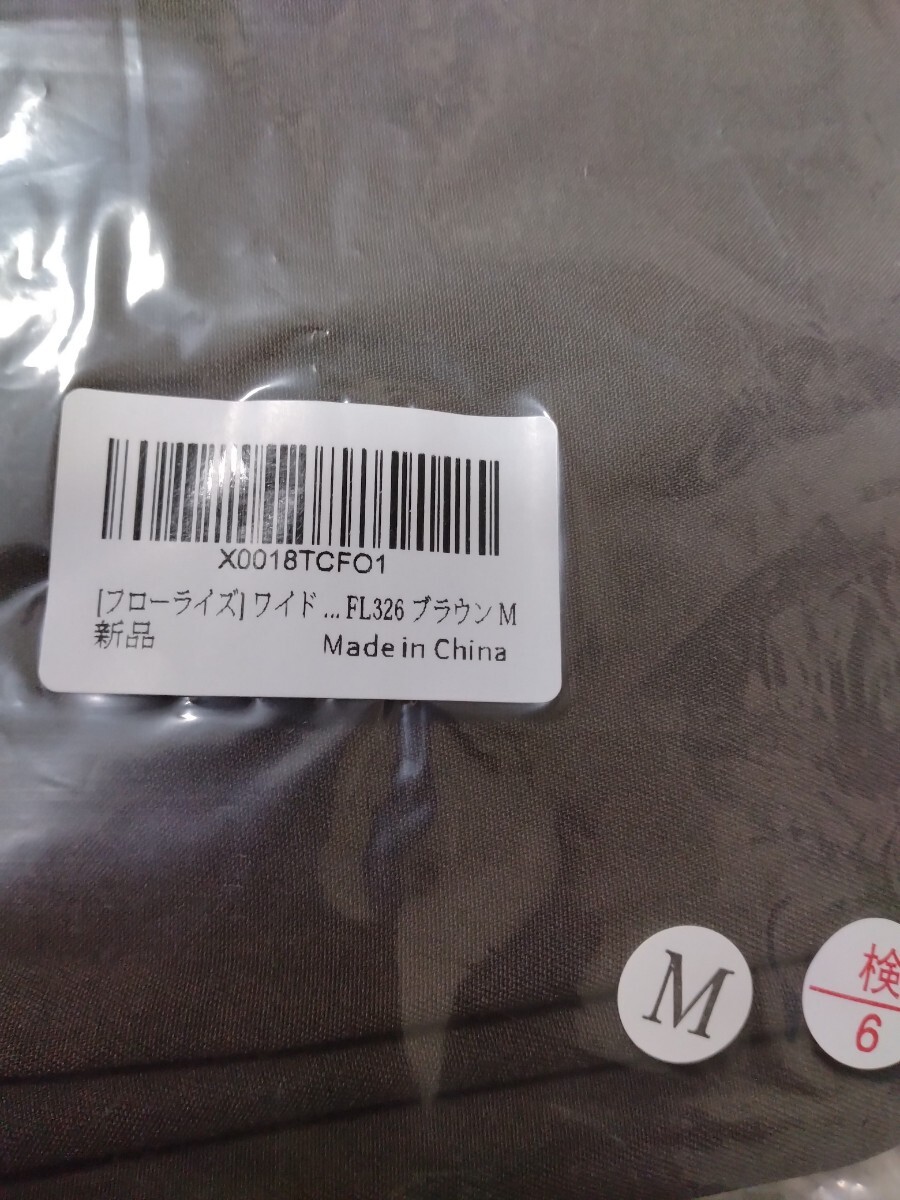 X0018TCFO1
[フローライズ] ワイド ... FL326 ブラウン M
新品
Made in China
M
検
6